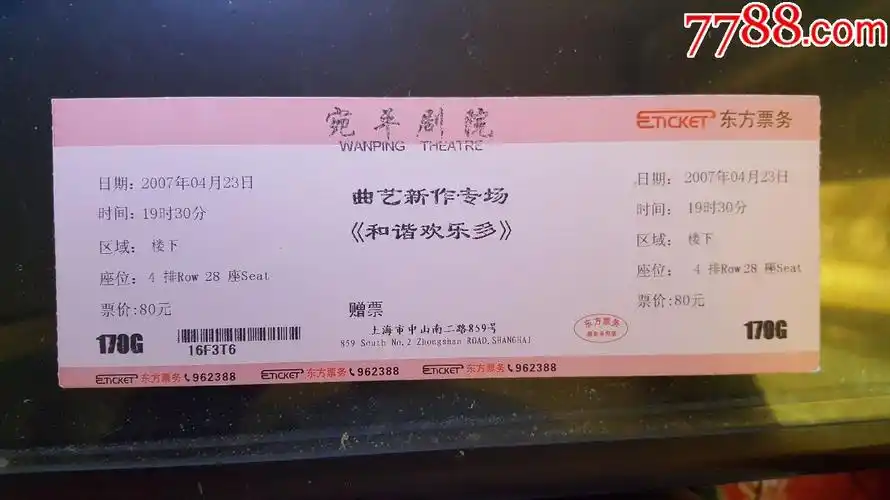 7788.com东方票务
宛平剧院
WANPING THEATRE
ETICKET 东方票务
日期: 2007年04月23日
时间: 19时30分
区域: 楼下
座位: 4 排Row 28 座Seat
票价:80元
170G
16F3T6
曲艺新作专场
《和谐欢乐多》
赠票
上海市中山南二路859号
859 South No.2 Zhongshan ROAD,SHANGHAI
东方票务
日期: 2007年04月23日
时间: 19时30分
区域: 楼下
座位: 4 排Row 28 座Seat
票价:80元
170G
ETICKET 东方票务 962388
ETICKET 东方票务 962388
ETICKET 东方票务 962388